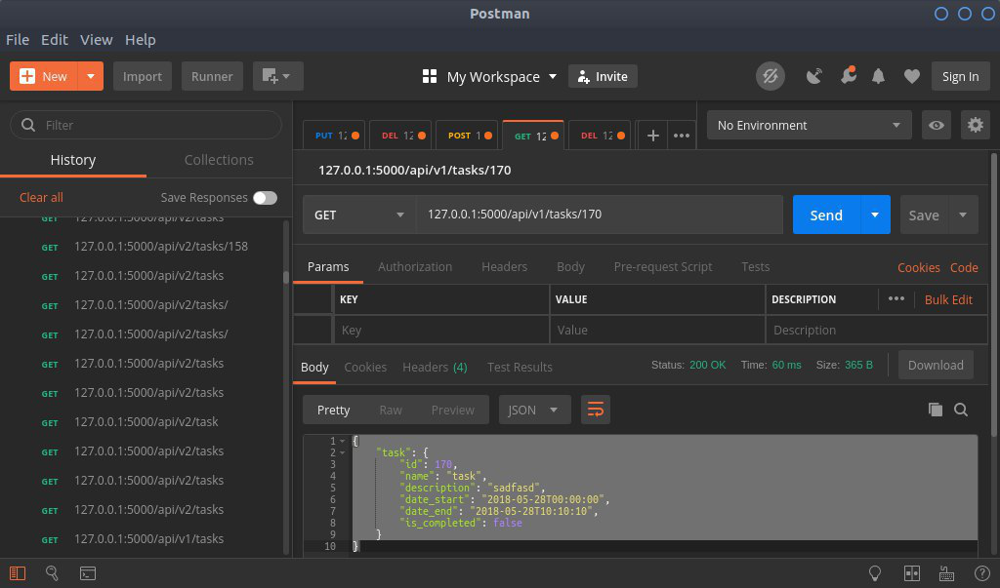 Postman
File Edit View Help
New Import Runner My Workspace Invite Sign In
Filter
History Collections
Clear all Save Responses
GET 127.0.0.1:5000/api/v2/tasks
GET 127.0.0.1:5000/api/v2/tasks/158
GET 127.0.0.1:5000/api/v2/tasks
GET 127.0.0.1:5000/api/v2/tasks/
GET 127.0.0.1:5000/api/v2/tasks/
GET 127.0.0.1:5000/api/v2/tasks
GET 127.0.0.1:5000/api/v2/tasks
GET 127.0.0.1:5000/api/v2/task
GET 127.0.0.1:5000/api/v2/tasks
GET 127.0.0.1:5000/api/v2/tasks
GET 127.0.0.1:5000/api/v2/tasks
GET 127.0.0.1:5000/api/v1/tasks
PUT 12 DEL 12 POST 1 GET 12 DEL 12 + ••• No Environment
127.0.0.1:5000/api/v1/tasks/170
GET 127.0.0.1:5000/api/v1/tasks/170 Send Save
Params Authorization Headers Body Pre-request Script Tests Cookies Code
KEY VALUE DESCRIPTION ••• Bulk Edit
Key Value Description
Body Cookies Headers (4) Test Results Status: 200 OK Time: 60 ms Size: 365 B Download
Pretty Raw Preview JSON
1 {
2 "task": {
3 "id": 170,
4 "name": "task",
5 "description": "sadfasd",
6 "date_start": "2018-05-28T00:00:00",
7 "date_end": "2018-05-28T10:10:10",
8 "is_completed": false
9 }
10 }